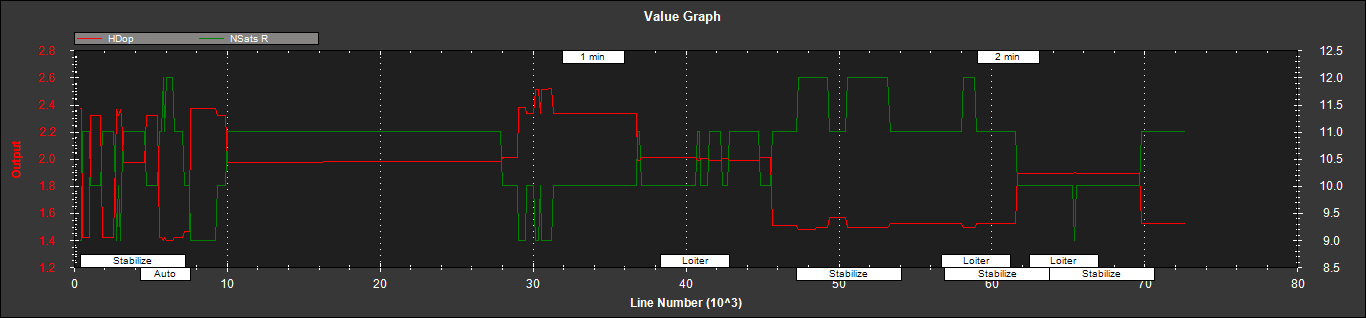 Value Graph
HDop NSats R
2.8 1 min 2 min 12.5
2.6 12.0
2.4 11.5
2.2 11.0
2.0 10.5
1.8 10.0
1.6 9.5
1.4 9.0
1.2 8.5
Output
Stabilize Loiter Loiter Loiter
Auto Stabilize Stabilize Stabilize
0 10 20 30 40 50 60 70 80
Line Number (10^3)